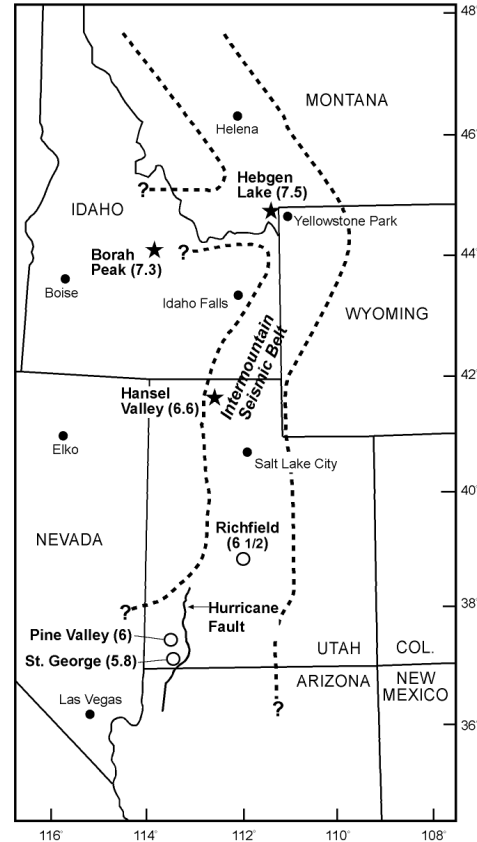 48°
MONTANA
Helena
46°
?
Hebgen
Lake (7.5)
IDAHO
Yellowstone Park
Borah
Peak (7.3)
?
44°
Boise
Idaho Falls
WYOMING
Intermountain
Seismic Belt
42°
Hansel
Valley (6.6)
Elko
Salt Lake City
40°
Richfield
(6 1/2)
NEVADA
38°
?
Hurricane
Fault
Pine Valley (6)
UTAH
COL.
St. George (5.8)
ARIZONA
NEW
MEXICO
Las Vegas
?
36°
116°
114°
112°
110°
108°